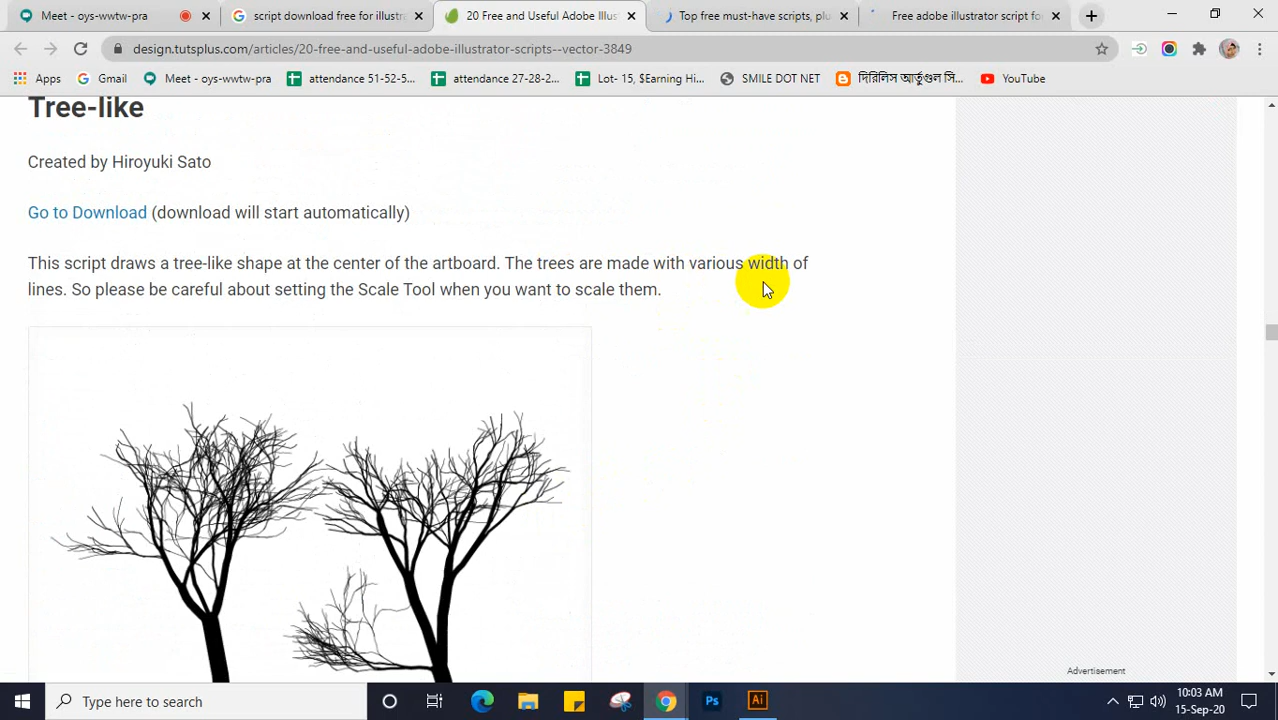 Meet - oys-wwtw-pra
script download free for illustra
20 Free and Useful Adobe Illus
Top free must-have scripts, plu
Free adobe illustrator script fo
design.tutsplus.com/articles/20-free-and-useful-adobe-illustrator-scripts--vector-3849
Apps
Gmail
Meet - oys-wwtw-pra
attendance 51-52-5...
attendance 27-28-2...
Lot- 15, $Earning Hi...
SMILE DOT NET
দিরিলিস আর্তুগুল সি...
YouTube
Tree-like
Created by Hiroyuki Sato
Go to Download (download will start automatically)
This script draws a tree-like shape at the center of the artboard. The trees are made with various width of
lines. So please be careful about setting the Scale Tool when you want to scale them.
Advertisement
Type here to search
Ps
Ai
10:03 AM
15-Sep-20